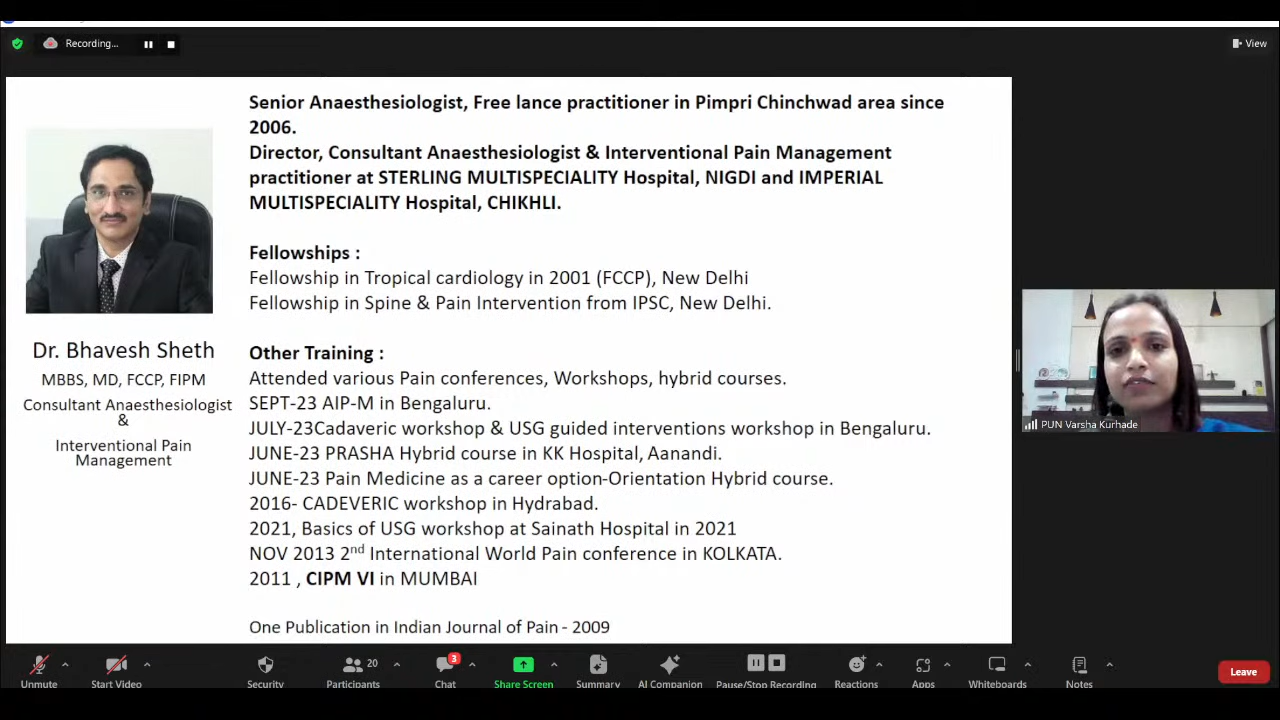 Recording...
View
Senior Anaesthesiologist, Free lance practitioner in Pimpri Chinchwad area since
2006.
Director, Consultant Anaesthesiologist & Interventional Pain Management
practitioner at STERLING MULTISPECIALITY Hospital, NIGDI and IMPERIAL
MULTISPECIALITY Hospital, CHIKHLI.
Fellowships :
Fellowship in Tropical cardiology in 2001 (FCCP), New Delhi
Fellowship in Spine & Pain Intervention from IPSC, New Delhi.
Dr. Bhavesh Sheth
MBBS, MD, FCCP, FIPM
Consultant Anaesthesiologist
&
Interventional Pain
Management
Other Training :
Attended various Pain conferences, Workshops, hybrid courses.
SEPT-23 AIP-M in Bengaluru.
JULY-23Cadaveric workshop & USG guided interventions workshop in Bengaluru.
JUNE-23 PRASHA Hybrid course in KK Hospital, Aanandi.
JUNE-23 Pain Medicine as a career option-Orientation Hybrid course.
2016- CADEVERIC workshop in Hydrabad.
2021, Basics of USG workshop at Sainath Hospital in 2021
NOV 2013 2nd International World Pain conference in KOLKATA.
2011 , CIPM VI in MUMBAI
One Publication in Indian Journal of Pain - 2009
PUN Varsha Kurhade
Unmute
Start Video
Security
20
Participants
3
Chat
Share Screen
Summary
AI Companion
Pause/Stop Recording
Reactions
Apps
Whiteboards
Notes
Leave